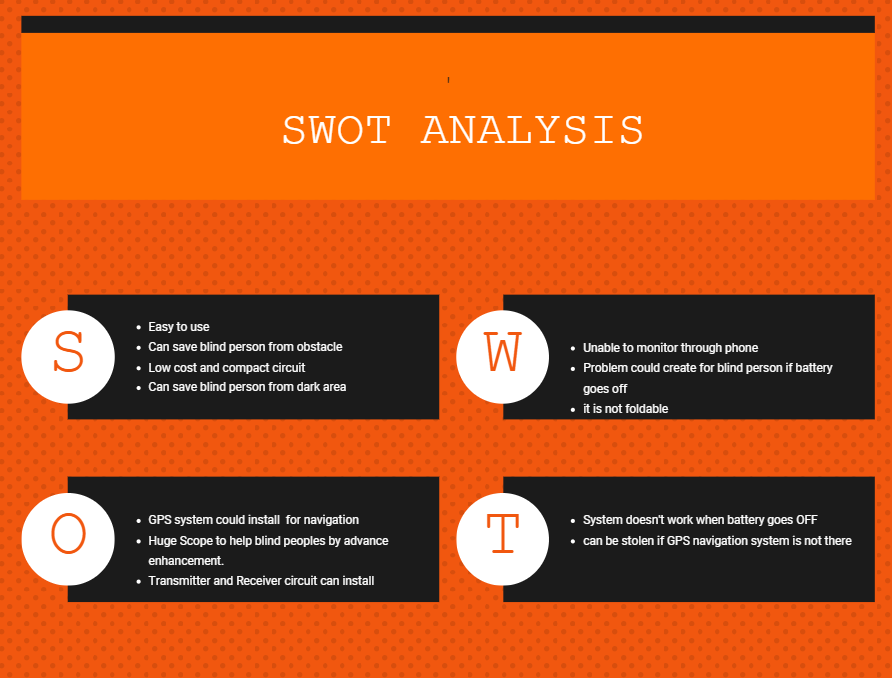 SWOT ANALYSIS
S
Easy to use
Can save blind person from obstacle
Low cost and compact circuit
Can save blind person from dark area
W
Unable to monitor through phone
Problem could create for blind person if battery
goes off
it is not foldable
O
GPS system could install for navigation
Huge Scope to help blind peoples by advance
enhancement.
Transmitter and Receiver circuit can install
T
System doesn't work when battery goes OFF
can be stolen if GPS navigation system is not there